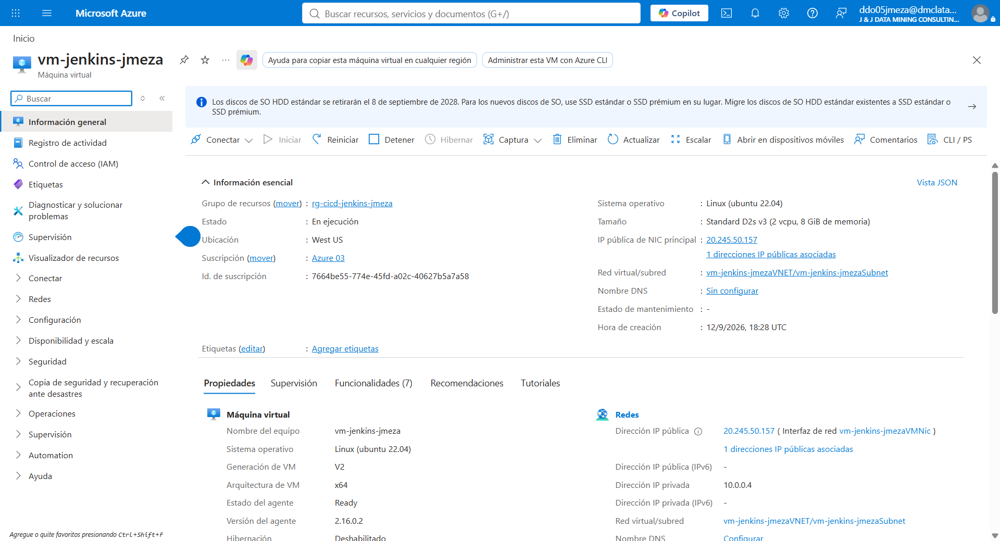 Microsoft Azure
Buscar recursos, servicios y documentos (G+/)
Copilot
ddo05jmeza@dmclata...
J & J DATA MINING CONSULTIN...
Inicio
vm-jenkins-jmeza
Máquina virtual
Ayuda para copiar esta máquina virtual en cualquier región
Administrar esta VM con Azure CLI
Buscar
Información general
Registro de actividad
Control de acceso (IAM)
Etiquetas
Diagnosticar y solucionar
problemas
Supervisión
Visualizador de recursos
Conectar
Redes
Configuración
Disponibilidad y escala
Seguridad
Copia de seguridad y recuperación
ante desastres
Operaciones
Supervisión
Automation
Ayuda
Agregue o quite favoritos presionando Ctrl+Shift+F
Los discos de SO HDD estándar se retirarán el 8 de septiembre de 2028. Para los nuevos discos de SO, use SSD estándar o SSD prémium en su lugar. Migre los discos de SO HDD estándar existentes a SSD estándar o
SSD prémium.
Conectar Iniciar Reiniciar Detener Hibernar Captura Eliminar Actualizar Escalar Abrir en dispositivos móviles Comentarios CLI / PS
Información esencial
Vista JSON
Grupo de recursos (mover) : rg-cicd-jenkins-jmeza
Estado : En ejecución
Ubicación : West US
Suscripción (mover) : Azure 03
Id. de suscripción : 7664be55-774e-45fd-a02c-40627b5a7a58
Sistema operativo : Linux (ubuntu 22.04)
Tamaño : Standard D2s v3 (2 vcpu, 8 GiB de memoria)
IP pública de NIC principal : 20.245.50.157
1 direcciones IP públicas asociadas
Red virtual/subred : vm-jenkins-jmezaVNET/vm-jenkins-jmezaSubnet
Nombre DNS : Sin configurar
Estado de mantenimiento : -
Hora de creación : 12/9/2026, 18:28 UTC
Etiquetas (editar) : Agregar etiquetas
Propiedades Supervisión Funcionalidades (7) Recomendaciones Tutoriales
Máquina virtual
Nombre del equipo vm-jenkins-jmeza
Sistema operativo Linux (ubuntu 22.04)
Generación de VM V2
Arquitectura de VM x64
Estado del agente Ready
Versión del agente 2.16.0.2
Hibernación Deshabilitado
Redes
Dirección IP pública 20.245.50.157 ( Interfaz de red vm-jenkins-jmezaVMNic )
1 direcciones IP públicas asociadas
Dirección IP pública (IPv6) -
Dirección IP privada 10.0.0.4
Dirección IP privada (IPv6) -
Red virtual/subred vm-jenkins-jmezaVNET/vm-jenkins-jmezaSubnet
Nombre DNS Configurar